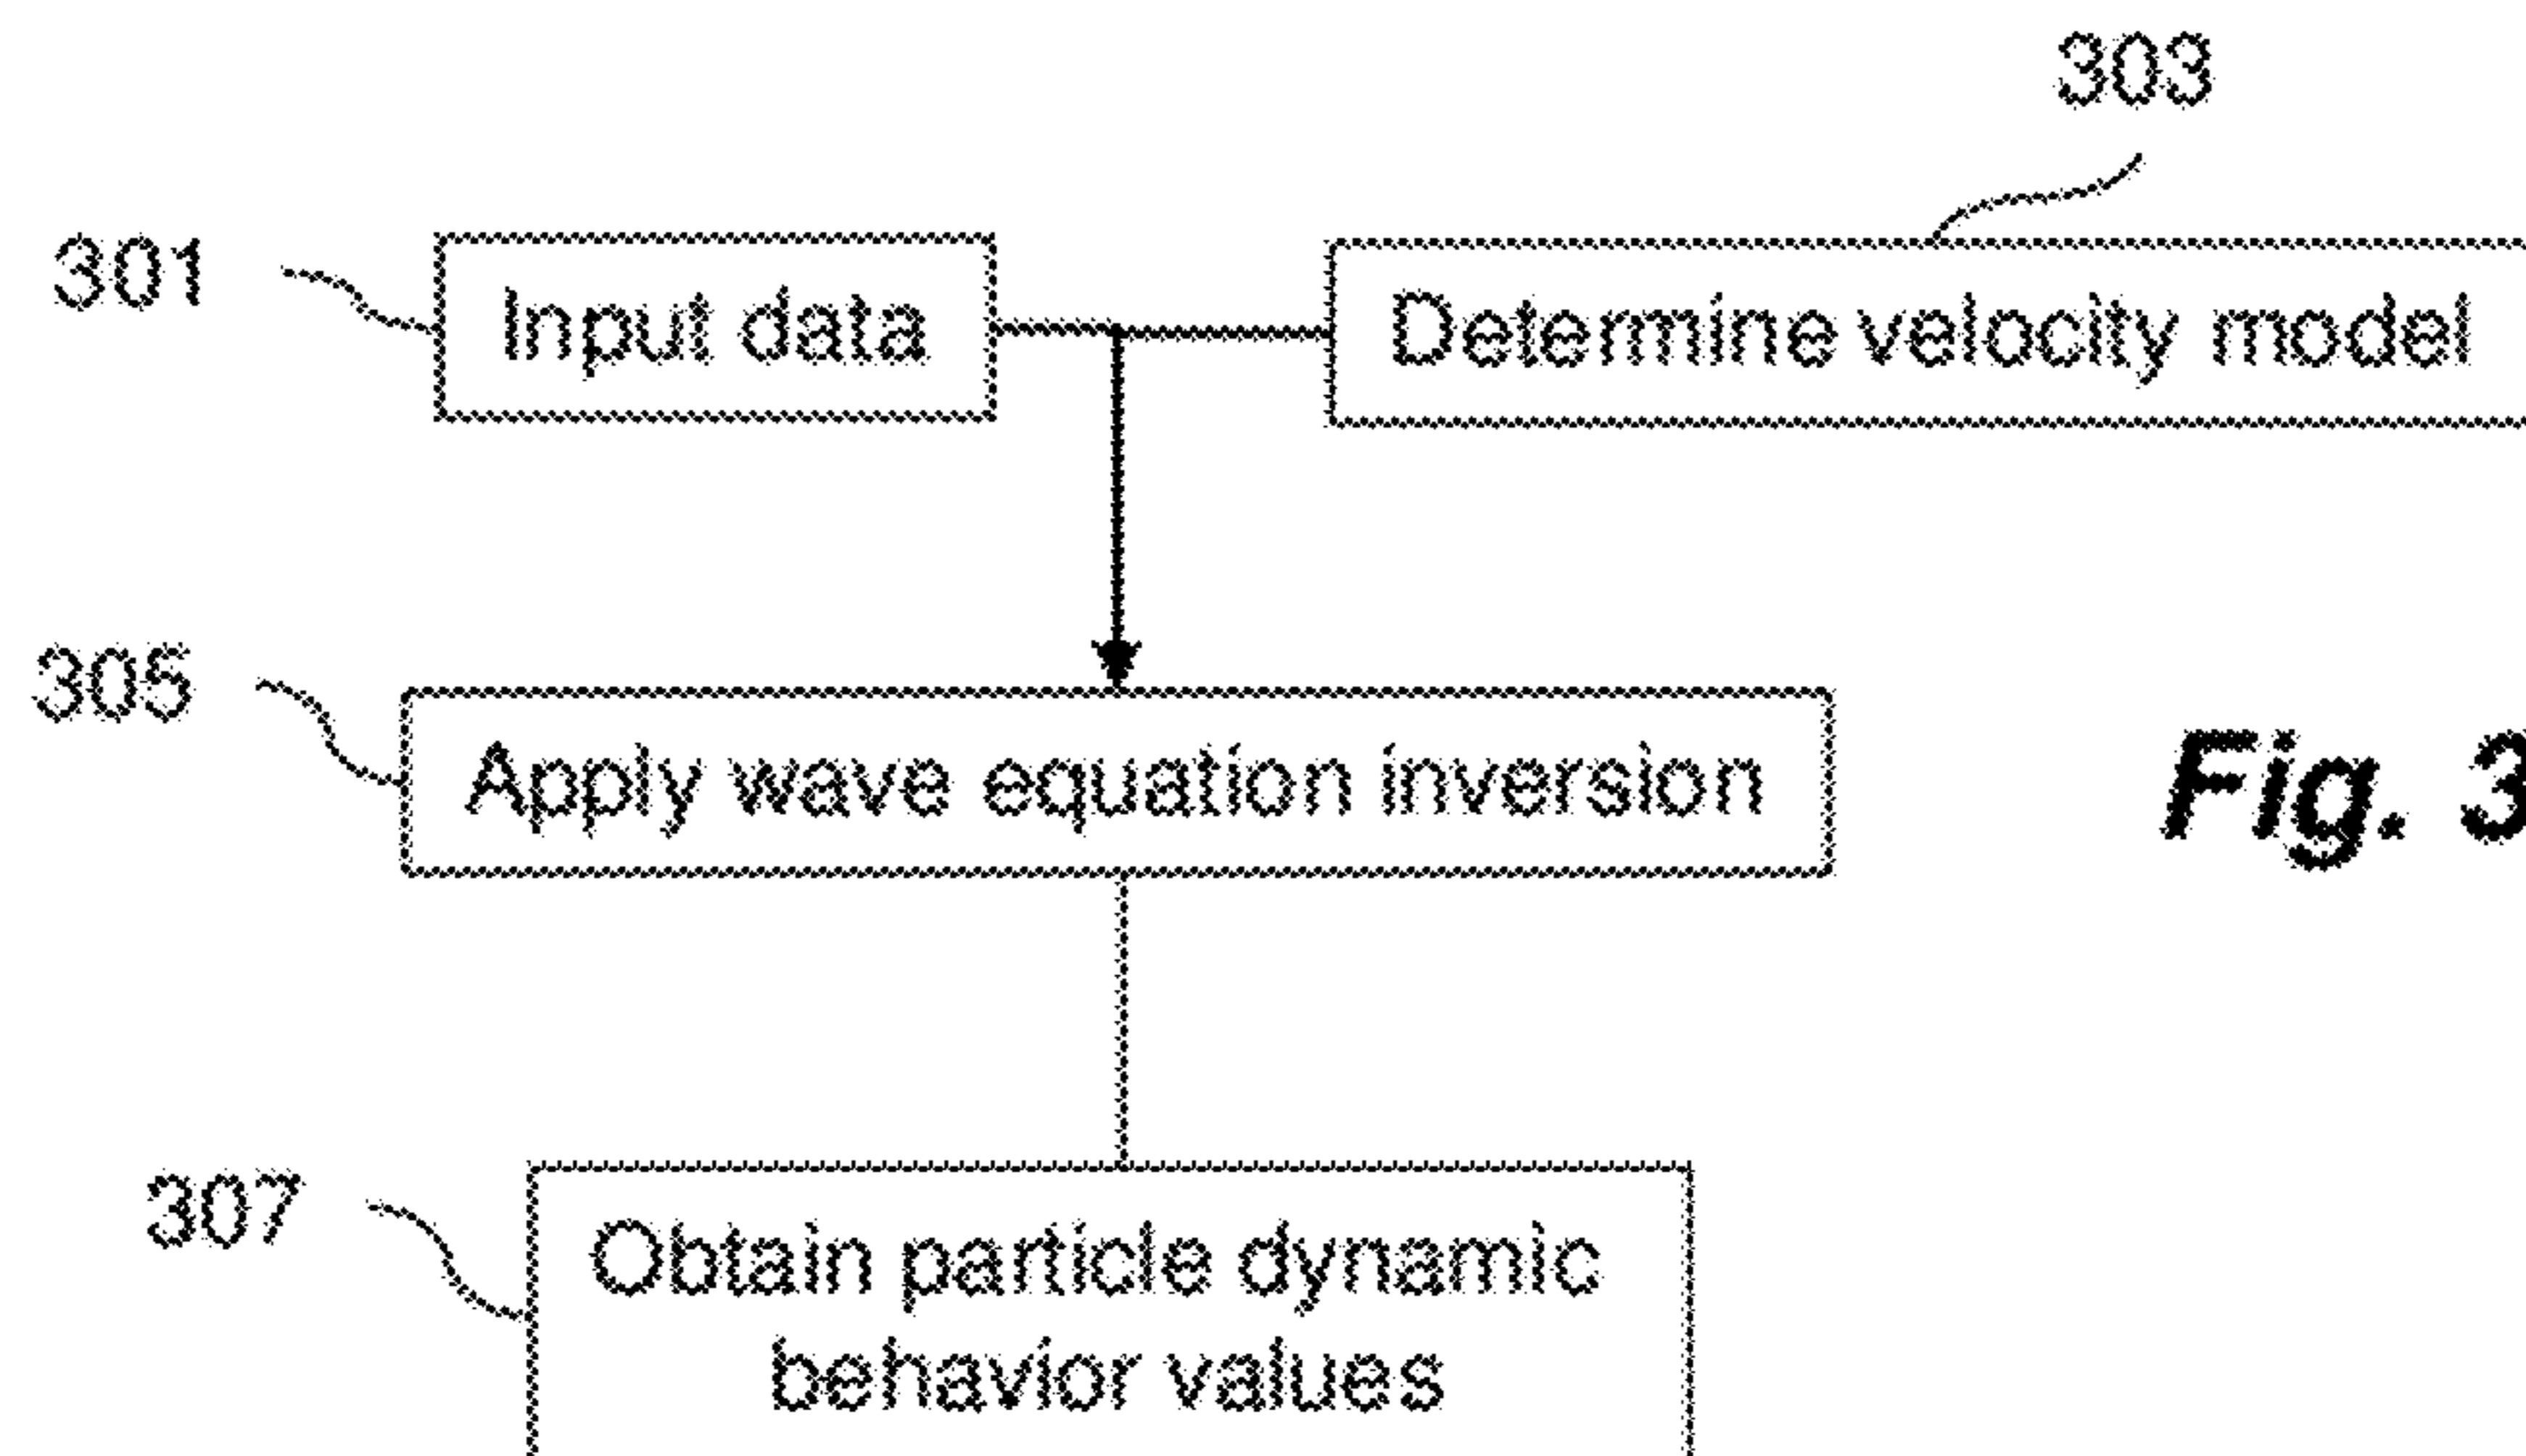 303
301
Input data
Determine velocity model
305
Apply wave equation inversion
Fig. 3
307
Obtain particle dynamic
behavior values